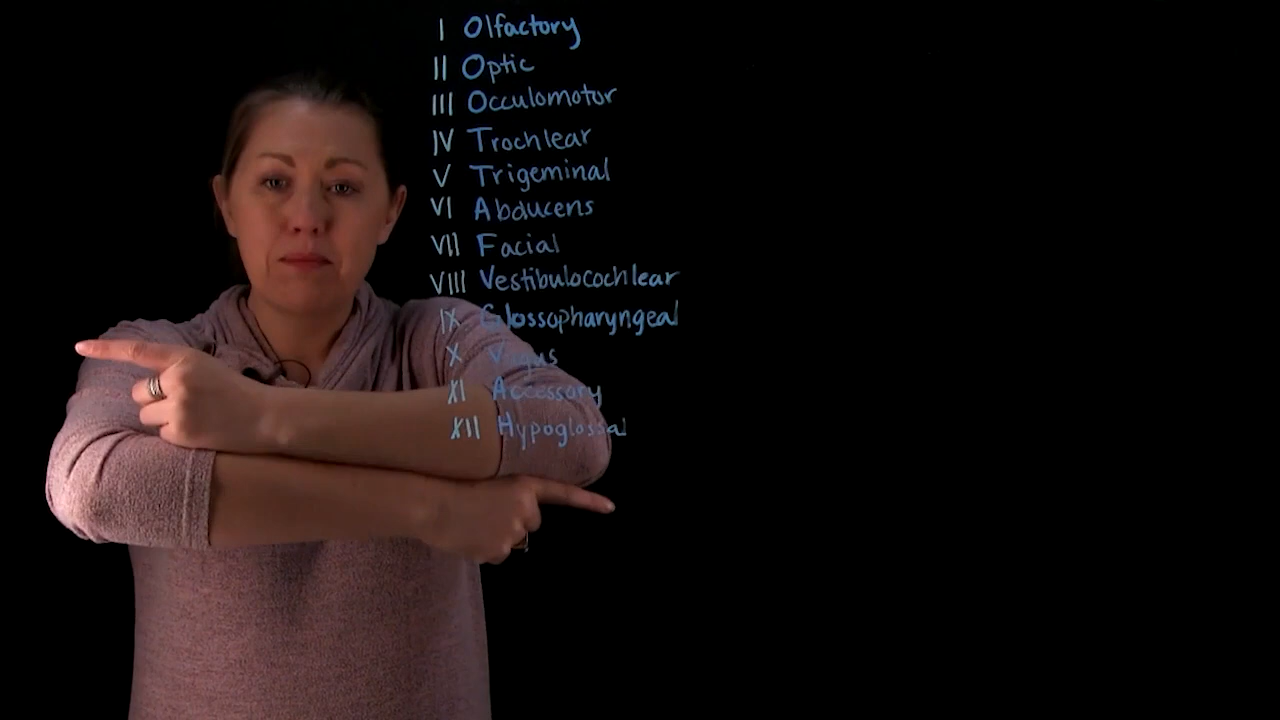 I Olfactory
II Optic
III Occulomotor
IV Trochlear
V Trigeminal
VI Abducens
VII Facial
VIII Vestibulocochlear
IX Glossopharyngeal
X Vagus
XI Accessory
XII Hypoglossal